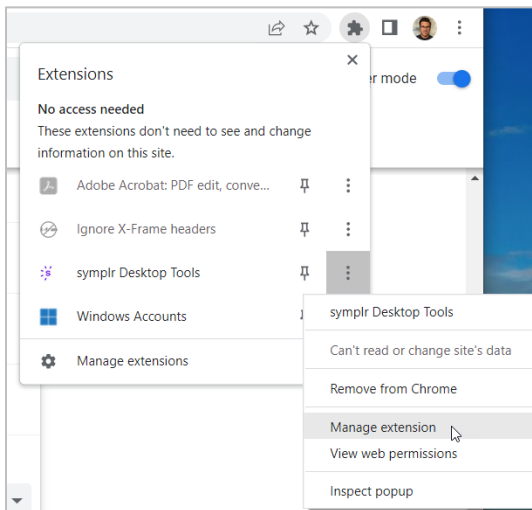 Extensions
er mode
No access needed
These extensions don't need to see and change
information on this site.
Adobe Acrobat: PDF edit, conve...
Ignore X-Frame headers
symplr Desktop Tools
Windows Accounts
Manage extensions
symplr Desktop Tools
Can't read or change site's data
Remove from Chrome
Manage extension
View web permissions
Inspect popup